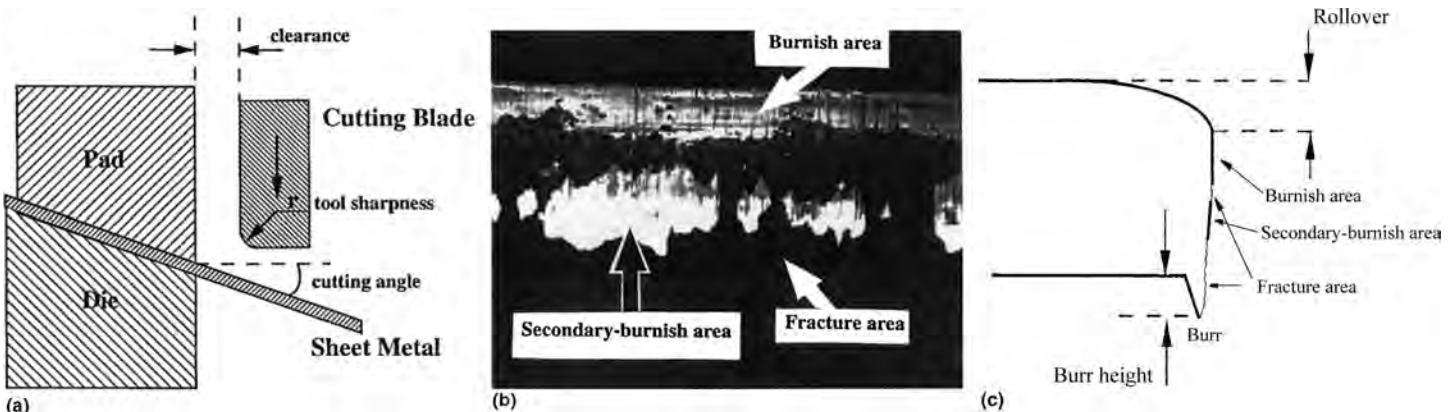 clearance
Cutting Blade
Pad
r
tool sharpness
cutting angle
Die
Sheet Metal
(a)
Burnish area
Secondary-burnish area
Fracture area
(b)
Rollover
Burnish area
Secondary-burnish area
Fracture area
Burr
Burr height
(c)